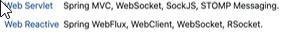 Web Servlet Spring MVC, WebSocket, SockJS, STOMP Messaging.
Web Reactive Spring WebFlux, WebClient, WebSocket, RSocket.